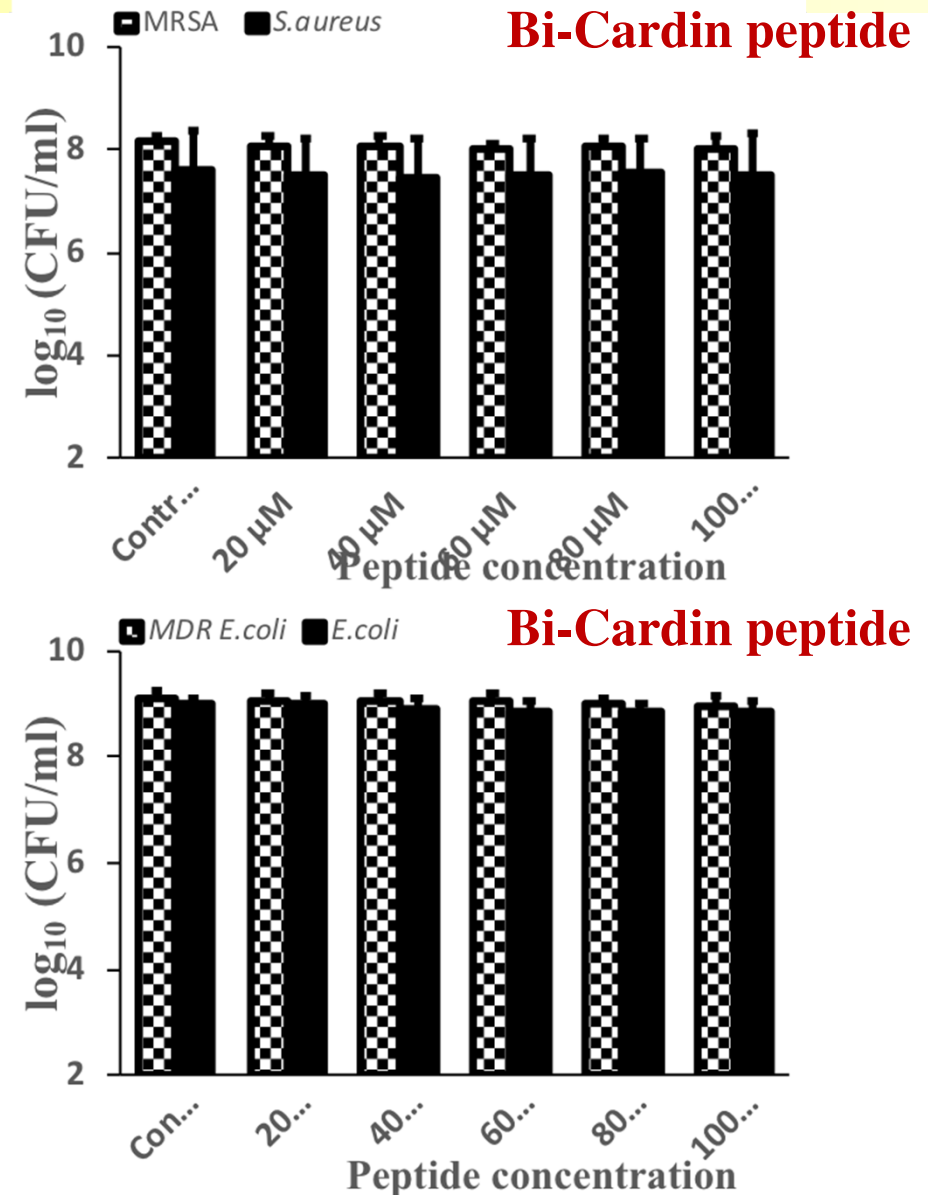 MRSA S.aureus
Bi-Cardin peptide
10
8
6
4
2
log₁₀ (CFU/ml)
Contr... 20 µM 40 µM 60 µM 80 µM 100...
Peptide concentration
MDR E.coli E.coli
Bi-Cardin peptide
10
8
6
4
2
log₁₀ (CFU/ml)
Con... 20... 40... 60... 80... 100...
Peptide concentration